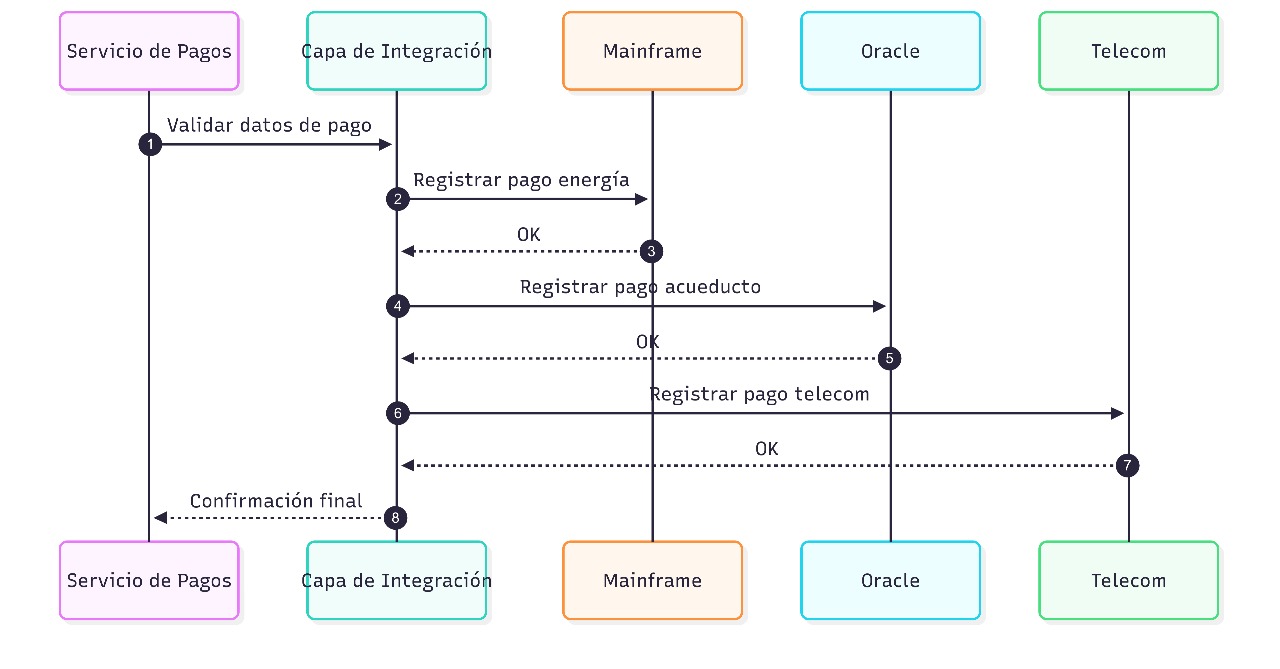 Servicio de Pagos
Capa de Integración
Mainframe
Oracle
Telecom
Validar datos de pago
1
Registrar pago energía
2
OK
3
Registrar pago acueducto
4
OK
5
Registrar pago telecom
6
OK
7
Confirmación final
8
Servicio de Pagos
Capa de Integración
Mainframe
Oracle
Telecom